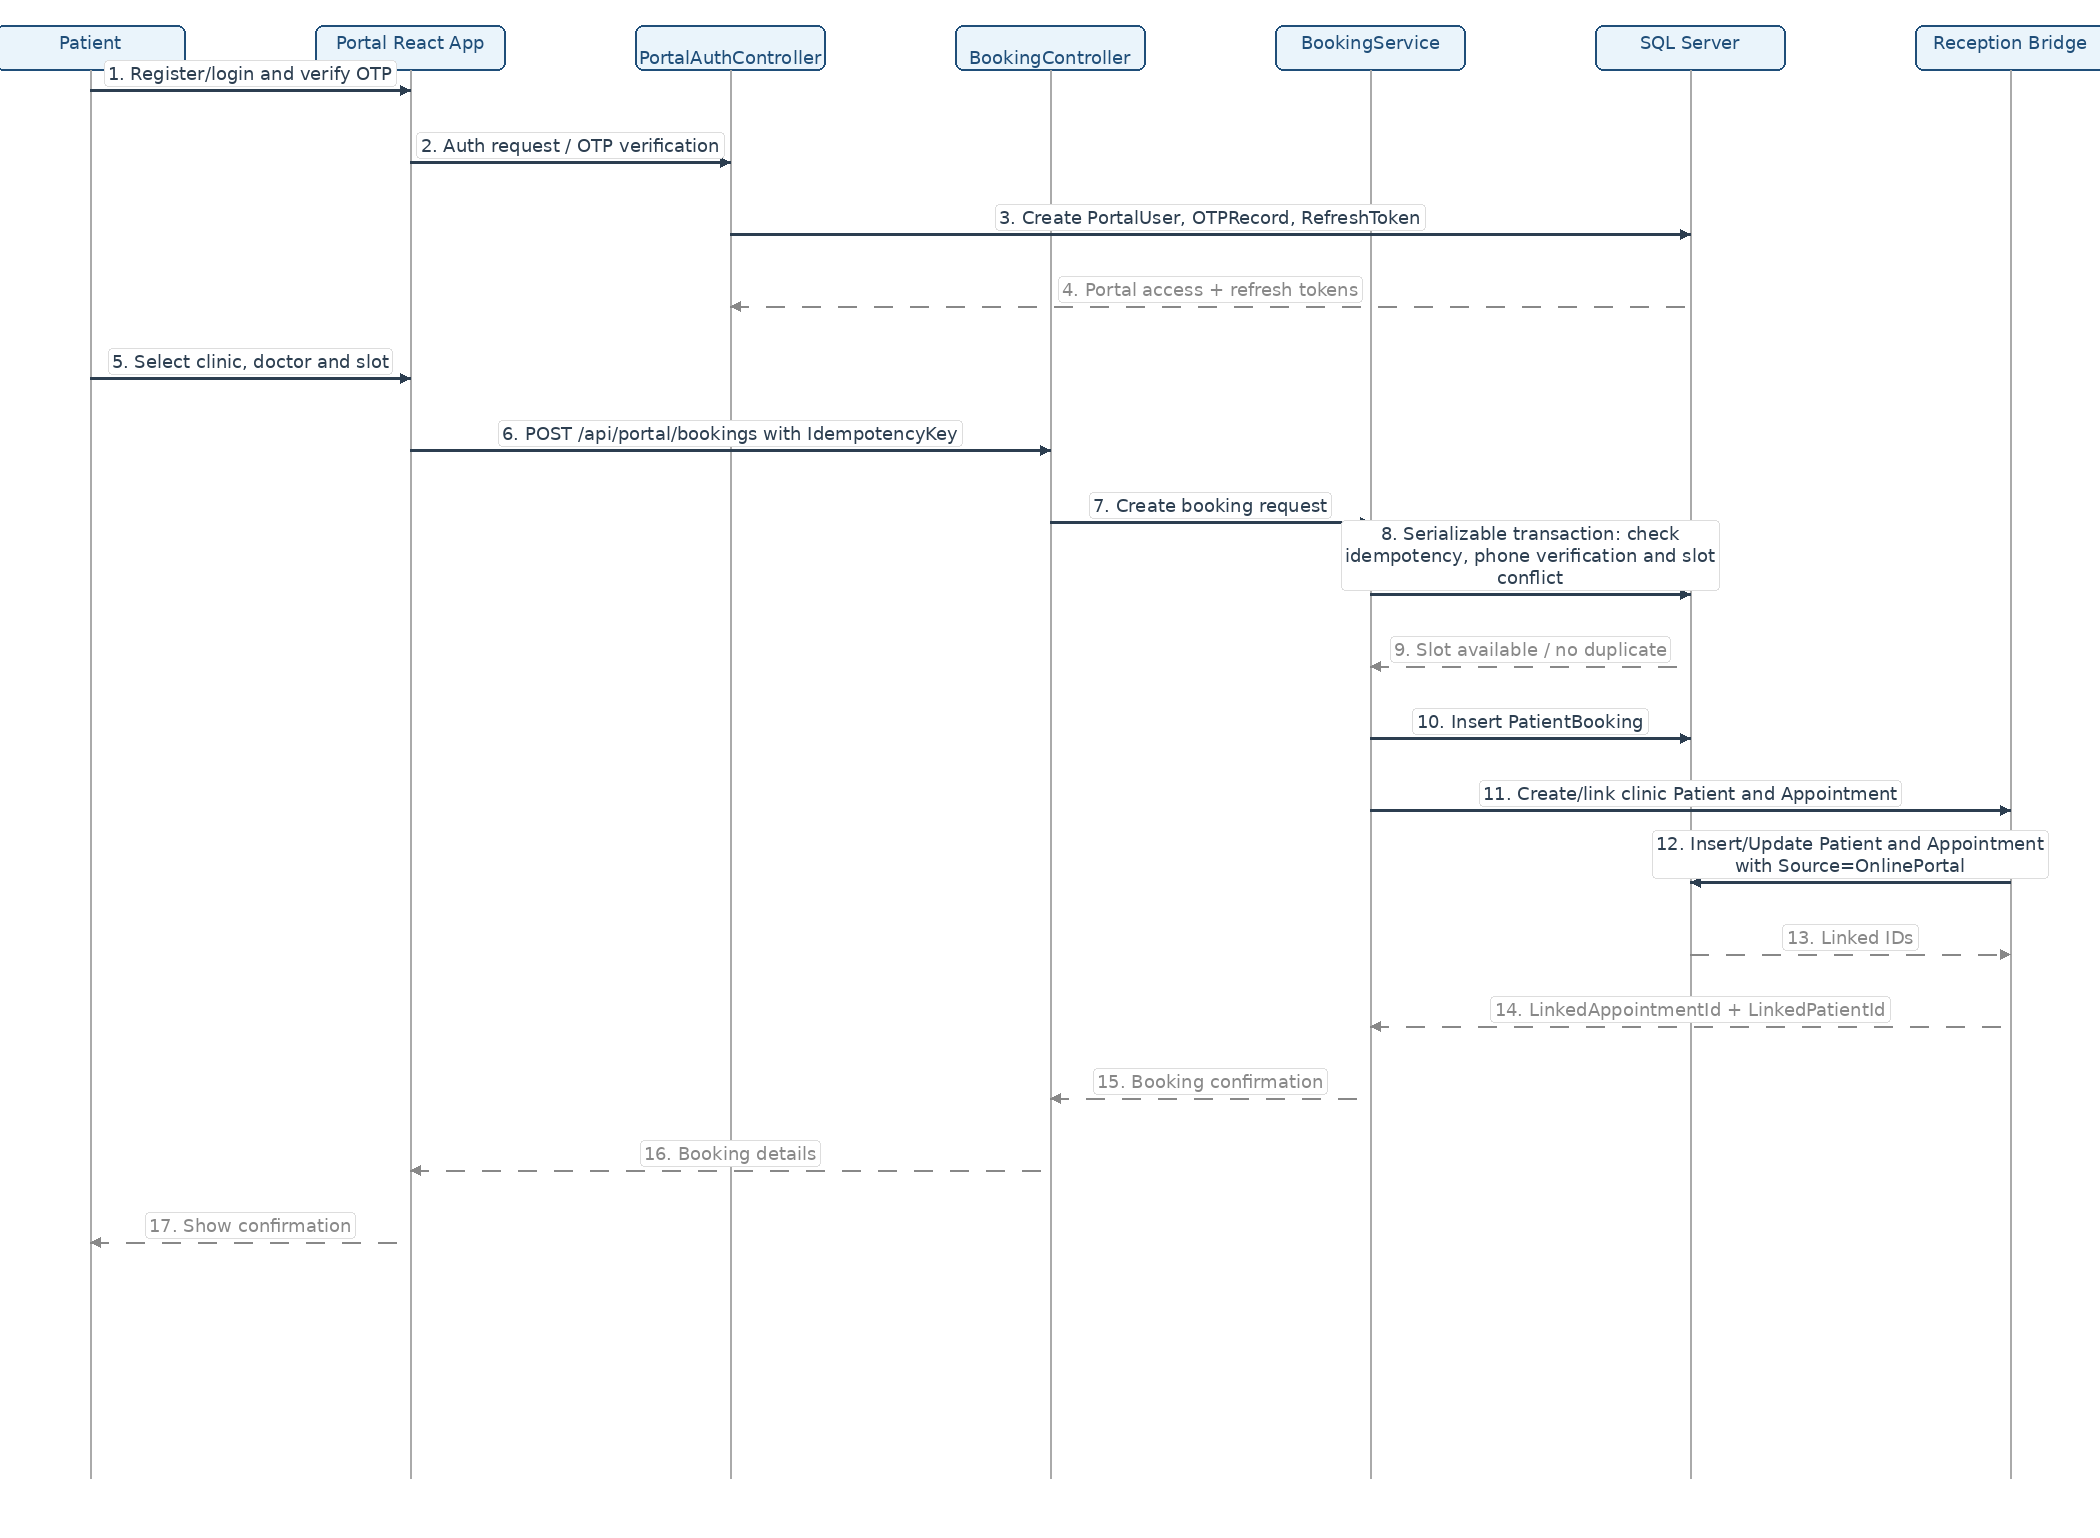 Patient
Portal React App
PortalAuthController
BookingController
BookingService
SQL Server
Reception Bridge
1. Register/login and verify OTP
2. Auth request / OTP verification
3. Create PortalUser, OTPRecord, RefreshToken
4. Portal access + refresh tokens
5. Select clinic, doctor and slot
6. POST /api/portal/bookings with IdempotencyKey
7. Create booking request
8. Serializable transaction: check
idempotency, phone verification and slot
conflict
9. Slot available / no duplicate
10. Insert PatientBooking
11. Create/link clinic Patient and Appointment
12. Insert/Update Patient and Appointment
with Source=OnlinePortal
13. Linked IDs
14. LinkedAppointmentId + LinkedPatientId
15. Booking confirmation
16. Booking details
17. Show confirmation